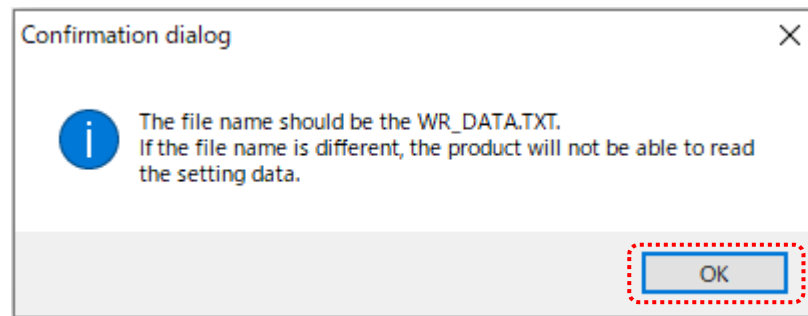 Confirmation dialog
The file name should be the WR_DATA.TXT.
If the file name is different, the product will not be able to read
the setting data.
OK